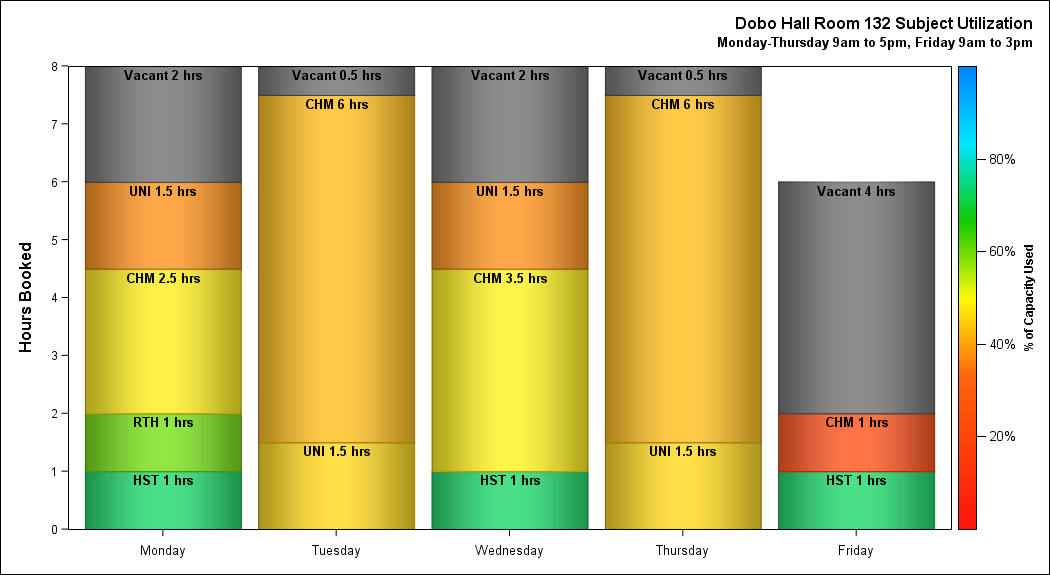 Dobo Hall Room 132 Subject Utilization
Monday-Thursday 9am to 5pm, Friday 9am to 3pm
Hours Booked
8
7
6
5
4
3
2
1
0
Vacant 2 hrs
UNI 1.5 hrs
CHM 2.5 hrs
RTH 1 hrs
HST 1 hrs
Vacant 0.5 hrs
CHM 6 hrs
UNI 1.5 hrs
Vacant 2 hrs
UNI 1.5 hrs
CHM 3.5 hrs
HST 1 hrs
Vacant 0.5 hrs
CHM 6 hrs
UNI 1.5 hrs
Vacant 4 hrs
CHM 1 hrs
HST 1 hrs
Monday
Tuesday
Wednesday
Thursday
Friday
80%
60%
40%
20%
% of Capacity Used